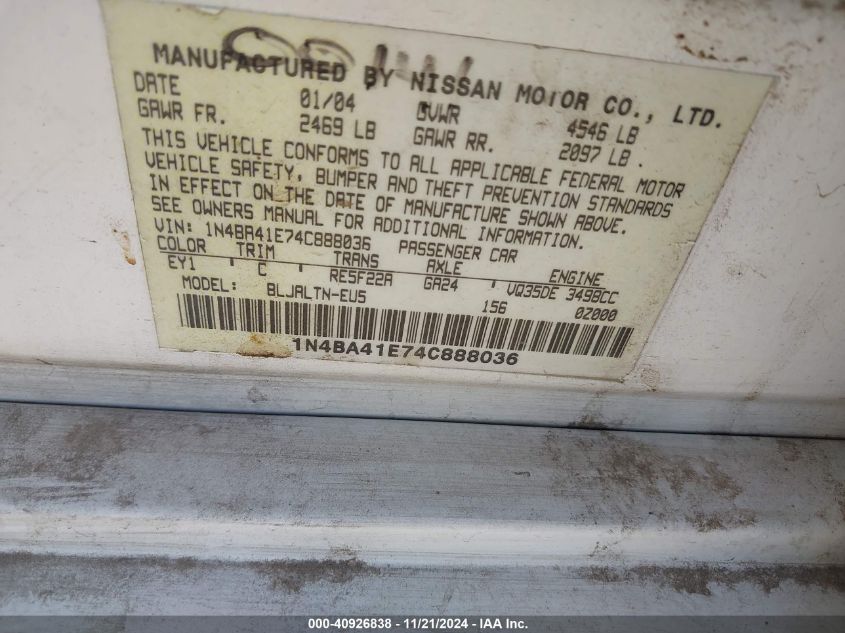 MANUFACTURED BY NISSAN MOTOR CO., LTD.
DATE 01/04 GVWR 4546 LB
GAWR FR. 2469 LB GAWR RR. 2097 LB.
THIS VEHICLE CONFORMS TO ALL APPLICABLE FEDERAL MOTOR
VEHICLE SAFETY, BUMPER AND THEFT PREVENTION STANDARDS
IN EFFECT ON THE DATE OF MANUFACTURE SHOWN ABOVE.
SEE OWNERS MANUAL FOR ADDITIONAL INFORMATION.
VIN: 1N4BA41E74C888036 PASSENGER CAR
COLOR TRIM TRANS AXLE ENGINE
EY1 C RE5F22A GA24 VQ35DE 3498CC
MODEL: BLJALTN-EU5 156 0Z000
1N4BA41E74C888036
000-40926838 - 11/21/2024 - IAA Inc.